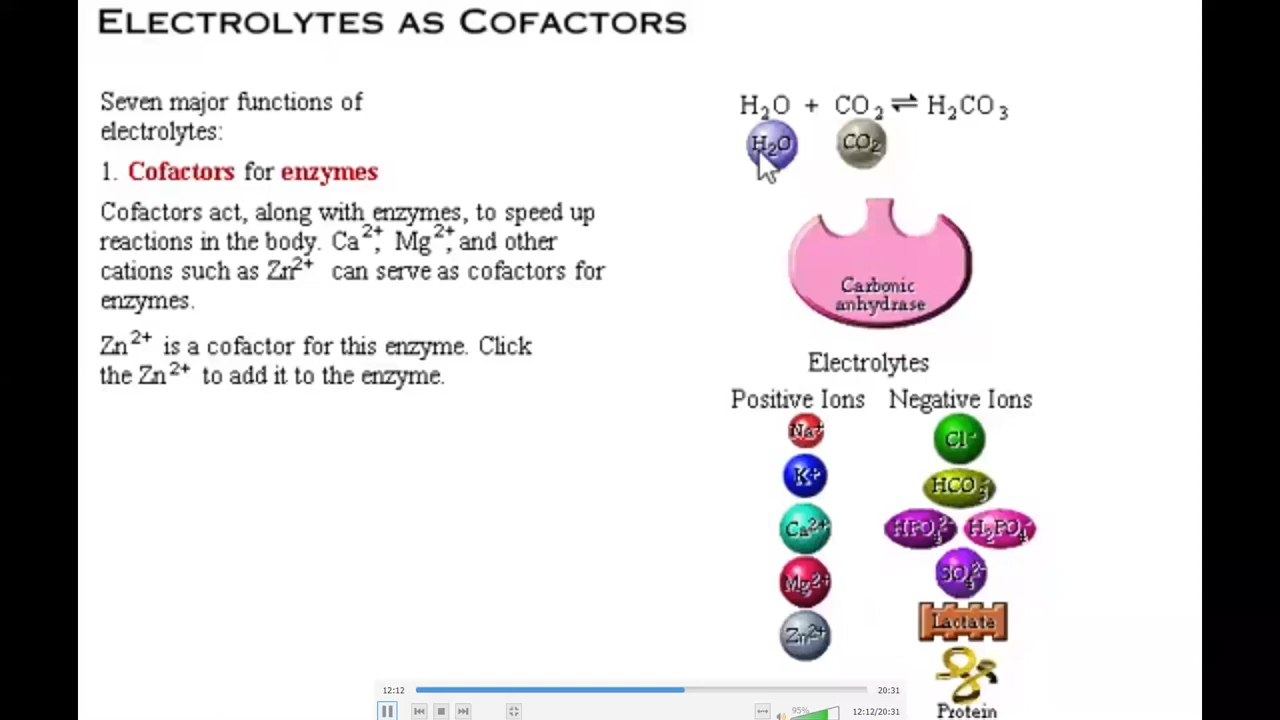 ELECTROLYTES AS COFACTORS
Seven major functions of
electrolytes:
1. Cofactors for enzymes
Cofactors act, along with enzymes, to speed up
reactions in the body. Ca²⁺, Mg²⁺, and other
cations such as Zn²⁺ can serve as cofactors for
enzymes.
Zn²⁺ is a cofactor for this enzyme. Click
the Zn²⁺ to add it to the enzyme.
H₂O + CO₂ ⇌ H₂CO₃
H₂O CO₂
Carbonic
anhydrase
Electrolytes
Positive Ions Negative Ions
Na⁺ Cl⁻
K⁺ HCO₃⁻
Ca²⁺ HPO₄²⁻ H₂PO₄⁻
Mg²⁺ SO₄²⁻
Zn²⁺ Lactate
Protein
12:12 20:31
95% 12:12/20:31